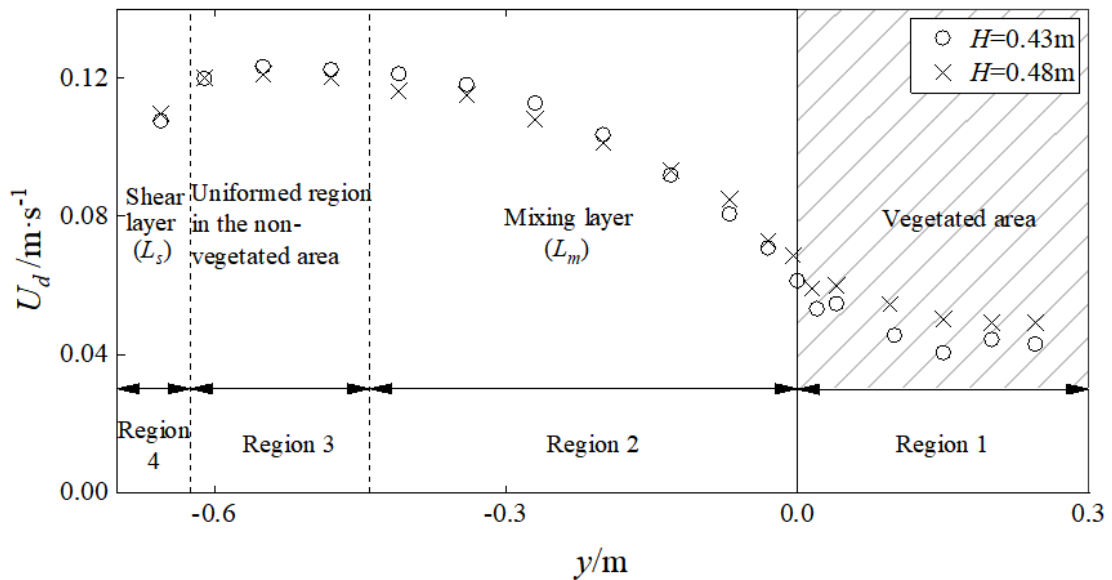 H=0.43m
H=0.48m
0.12
0.08
0.04
0.00
U_d/m·s⁻¹
Shear
layer
(L_s)
Uniformed region
in the non-
vegetated area
Mixing layer
(L_m)
Vegetated area
Region
4
Region 3
Region 2
Region 1
-0.6
-0.3
0.0
0.3
y/m